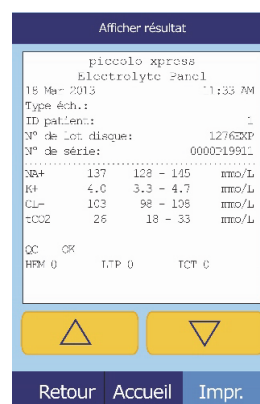 Afficher résultat
piccolo xpress
Electrolyte Panel
18 Mar 2013 11:33 AM
Type éch.:
ID patient: 1
N° de lot disque: 1276EXP
N° de série: 0000P19911
NA+ 137 128 - 145 mmo/L
K+ 4.0 3.3 - 4.7 mmo/L
CL- 103 98 - 108 mmo/L
tCO2 26 18 - 33 mmo/L
QC OK
HEM 0 LIP 0 ICT 0
Retour Accueil Impr.